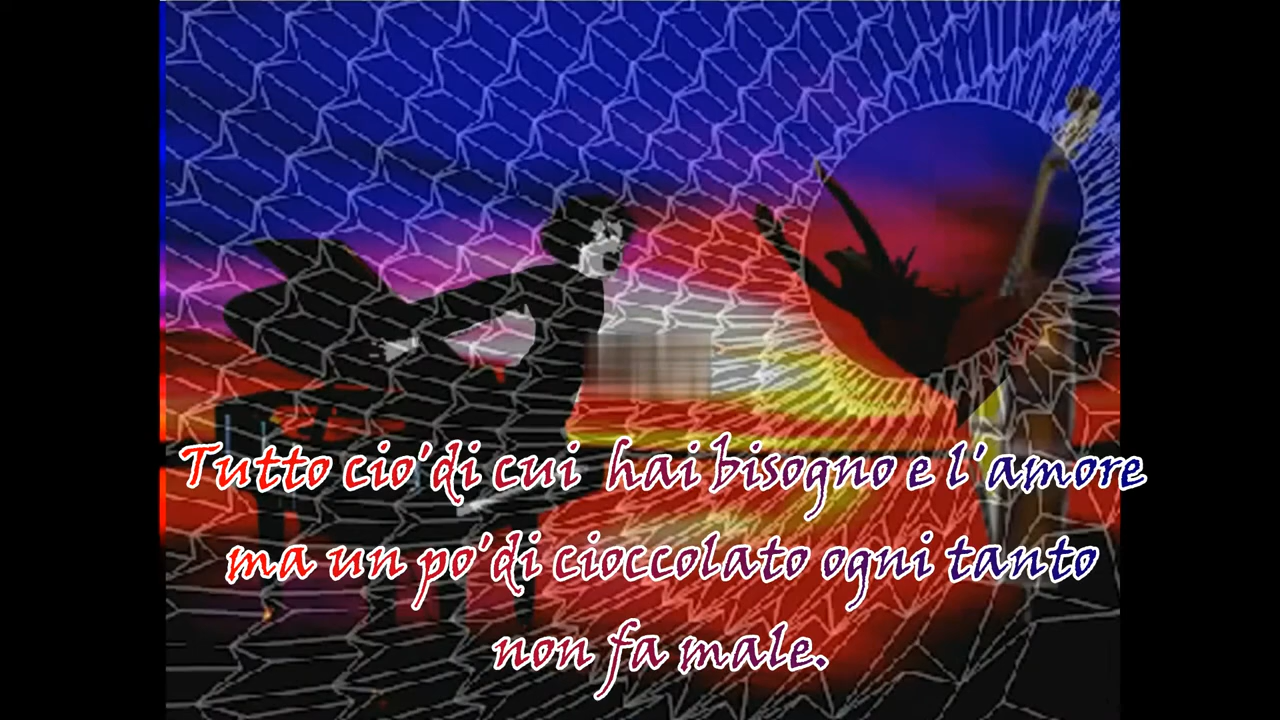 Tutto cio'di cui hai bisogno e l'amore
ma un po'di cioccolato ogni tanto
non fa male.